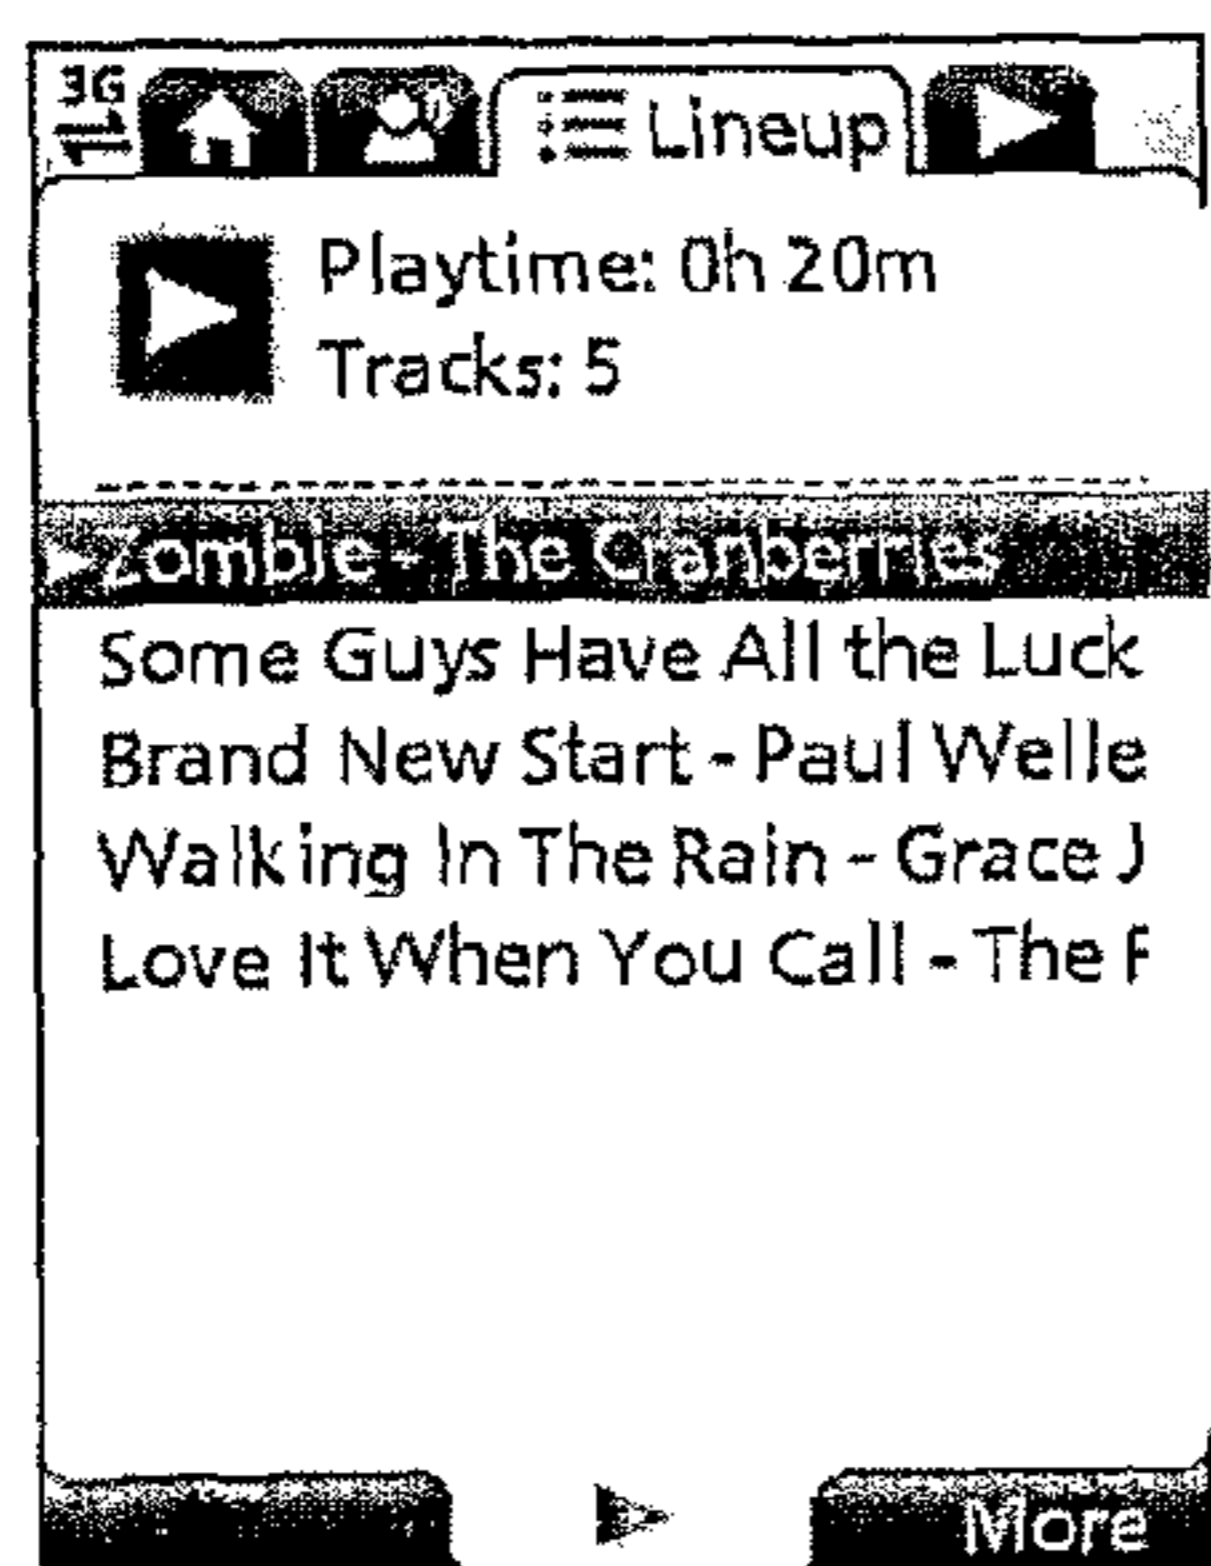 3G
Lineup
Playtime: 0h 20m
Tracks: 5
Zombie - The Cranberries
Some Guys Have All the Luck
Brand New Start - Paul Welle
Walking In The Rain - Grace J
Love It When You Call - The F
More